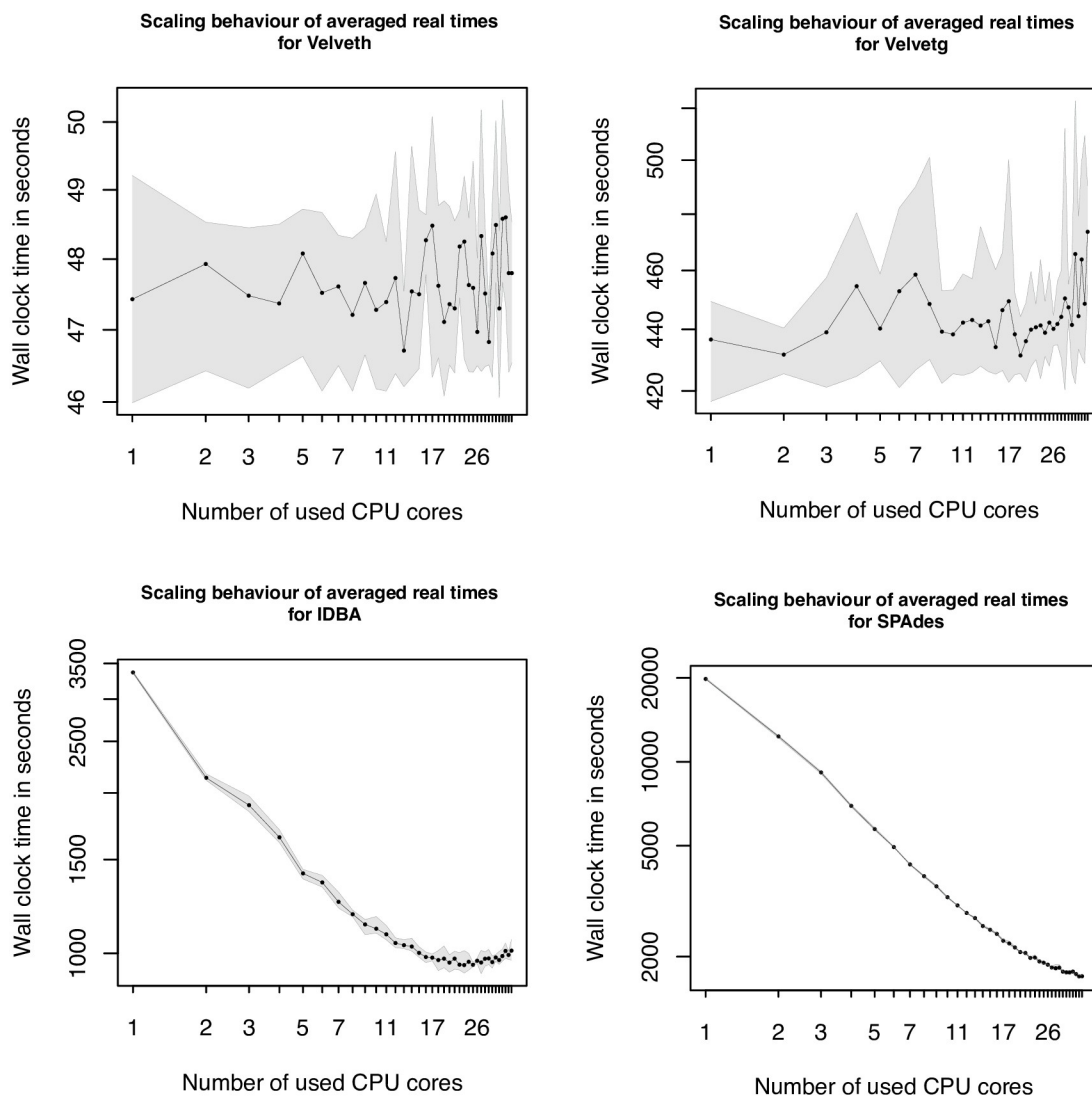 Scaling behaviour of averaged real times
for Velveth
Wall clock time in seconds
50
49
48
47
46
1 2 3 5 7 11 17 26
Number of used CPU cores
Scaling behaviour of averaged real times
for Velvetg
Wall clock time in seconds
500
460
440
420
1 2 3 5 7 11 17 26
Number of used CPU cores
Scaling behaviour of averaged real times
for IDBA
Wall clock time in seconds
3500
2500
1500
1000
1 2 3 5 7 11 17 26
Number of used CPU cores
Scaling behaviour of averaged real times
for SPAdes
Wall clock time in seconds
20000
10000
5000
2000
1 2 3 5 7 11 17 26
Number of used CPU cores